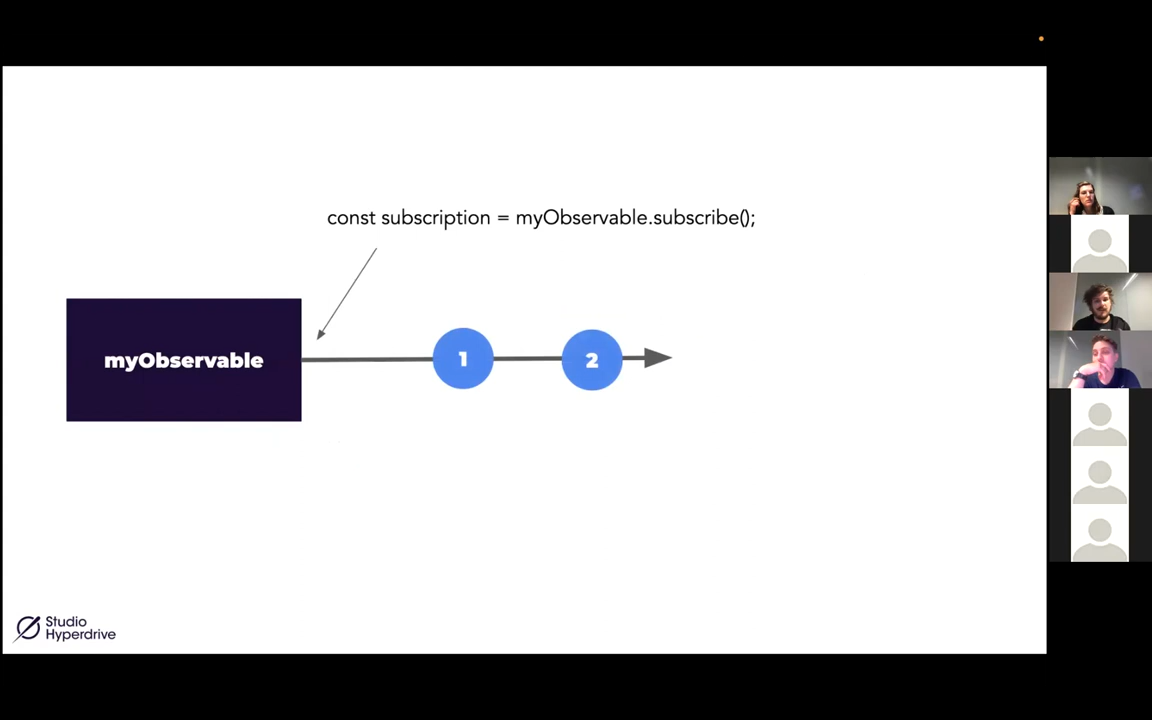 const subscription = myObservable.subscribe();
myObservable
1
2
Studio
Hyperdrive